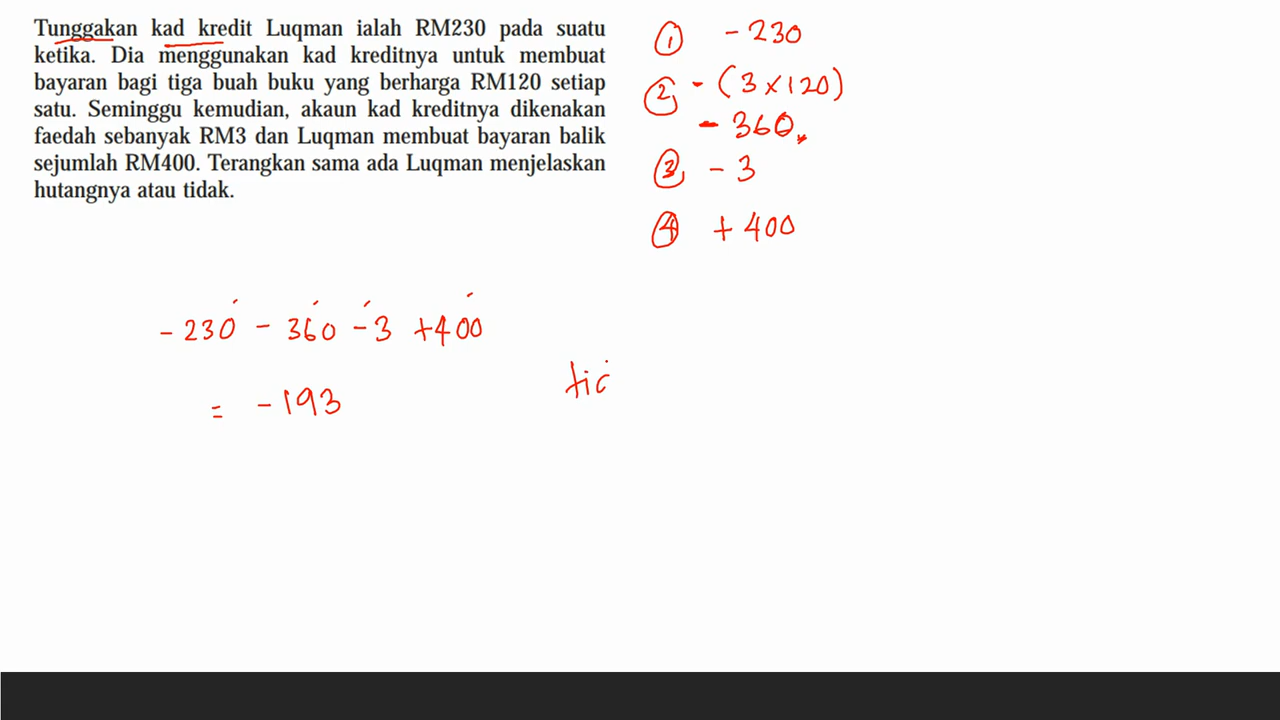 Tunggakan kad kredit Luqman ialah RM230 pada suatu
ketika. Dia menggunakan kad kreditnya untuk membuat
bayaran bagi tiga buah buku yang berharga RM120 setiap
satu. Seminggu kemudian, akaun kad kreditnya dikenakan
faedah sebanyak RM3 dan Luqman membuat bayaran balik
sejumlah RM400. Terangkan sama ada Luqman menjelaskan
hutangnya atau tidak.
① - 230
② - (3 × 120)
- 360
③ - 3
④ + 400
- 230 - 360 - 3 + 400
= - 193
tid